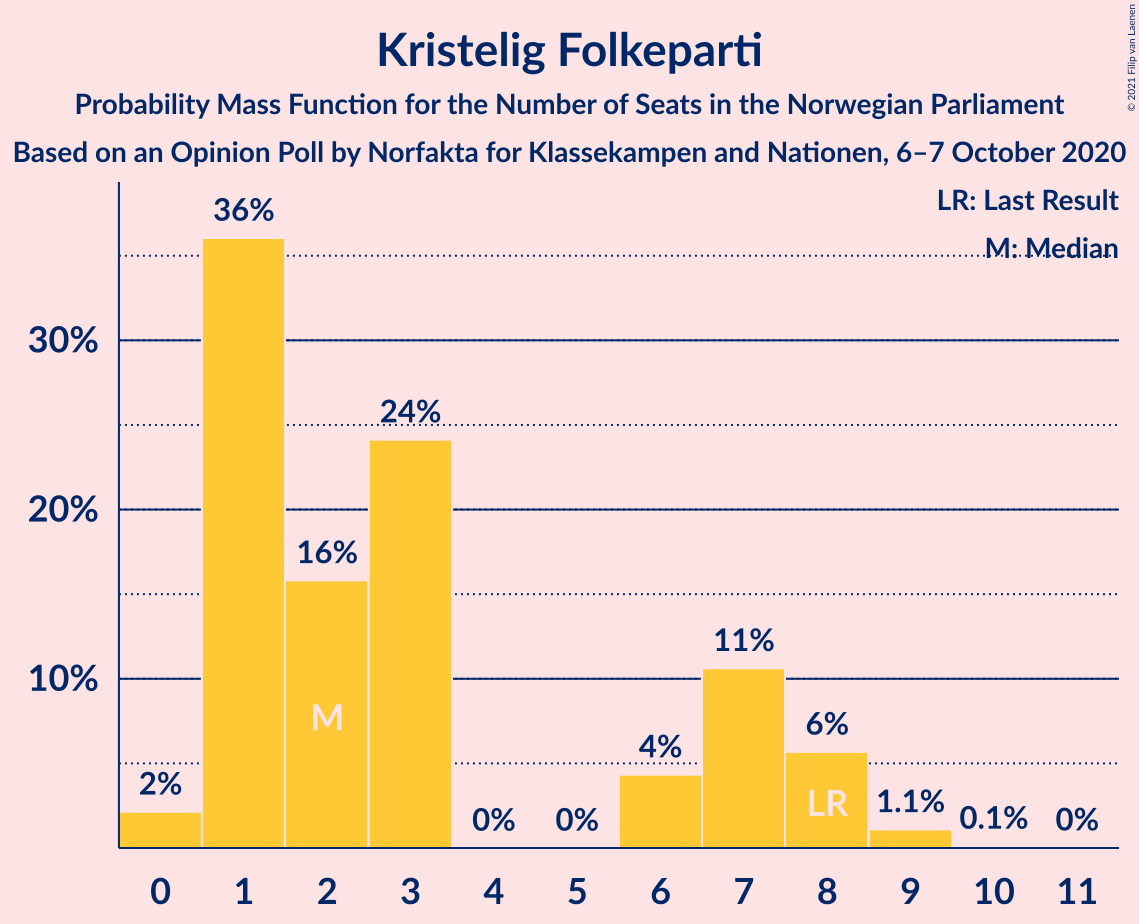 Kristelig Folkeparti
Probability Mass Function for the Number of Seats in the Norwegian Parliament
Based on an Opinion Poll by Norfakta for Klassekampen and Nationen, 6–7 October 2020
© 2021 Filip van Laenen
LR: Last Result
M: Median
36%
30%
24%
20%
16%
11%
10%
M
6%
4%
2%
LR
1.1%
0%
0%
0.1%
0%
0 1 2 3 4 5 6 7 8 9 10 11